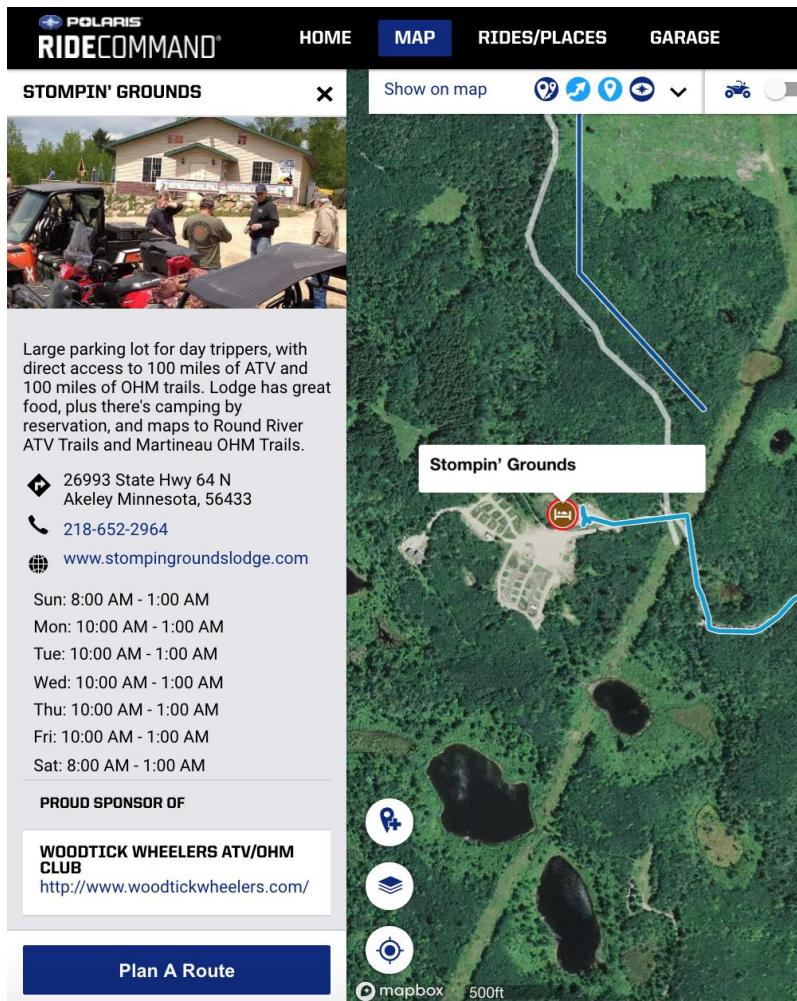 POLARIS
RIDECOMMAND®
HOME
MAP
RIDES/PLACES
GARAGE
STOMPIN' GROUNDS
Show on map
Large parking lot for day trippers, with
direct access to 100 miles of ATV and
100 miles of OHM trails. Lodge has great
food, plus there's camping by
reservation, and maps to Round River
ATV Trails and Martineau OHM Trails.
26993 State Hwy 64 N
Akeley Minnesota, 56433
218-652-2964
www.stompingroundslodge.com
Sun: 8:00 AM - 1:00 AM
Mon: 10:00 AM - 1:00 AM
Tue: 10:00 AM - 1:00 AM
Wed: 10:00 AM - 1:00 AM
Thu: 10:00 AM - 1:00 AM
Fri: 10:00 AM - 1:00 AM
Sat: 8:00 AM - 1:00 AM
PROUD SPONSOR OF
WOODTICK WHEELERS ATV/OHM
CLUB
http://www.woodtickwheelers.com/
Plan A Route
Stompin' Grounds
mapbox
500ft